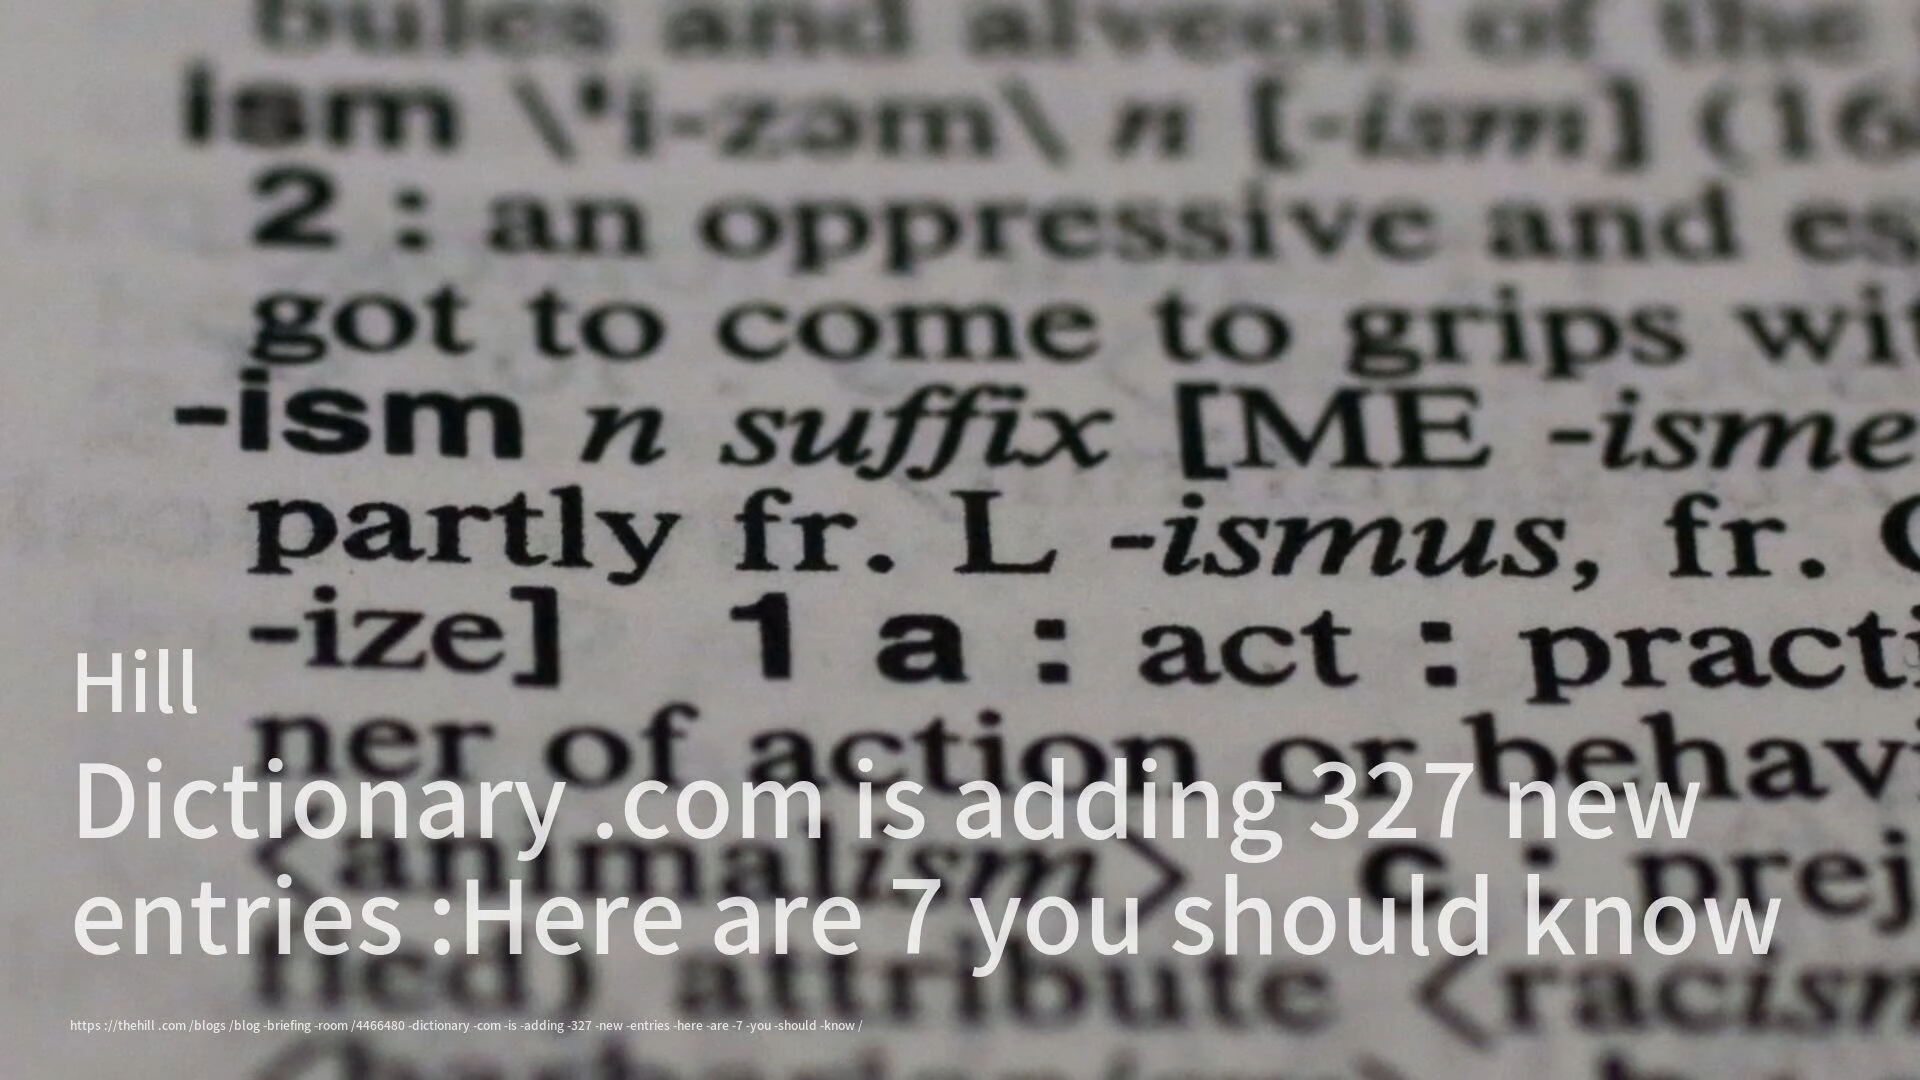 bules and alveoli of the
ism \'i-zəm\ n [-ism] (16
2 : an oppressive and es
got to come to grips wit
-ism n suffix [ME -isme
partly fr. L -ismus, fr. G
-ize] 1 a : act : practi
Hill
ner of action or behavi
Dictionary .com is adding 327 new
<animalism> c : prej
entries :Here are 7 you should know
fied) attribute <racism
https ://thehill .com /blogs /blog -briefing -room /4466480 -dictionary -com -is -adding -327 -new -entries -here -are -7 -you -should -know /